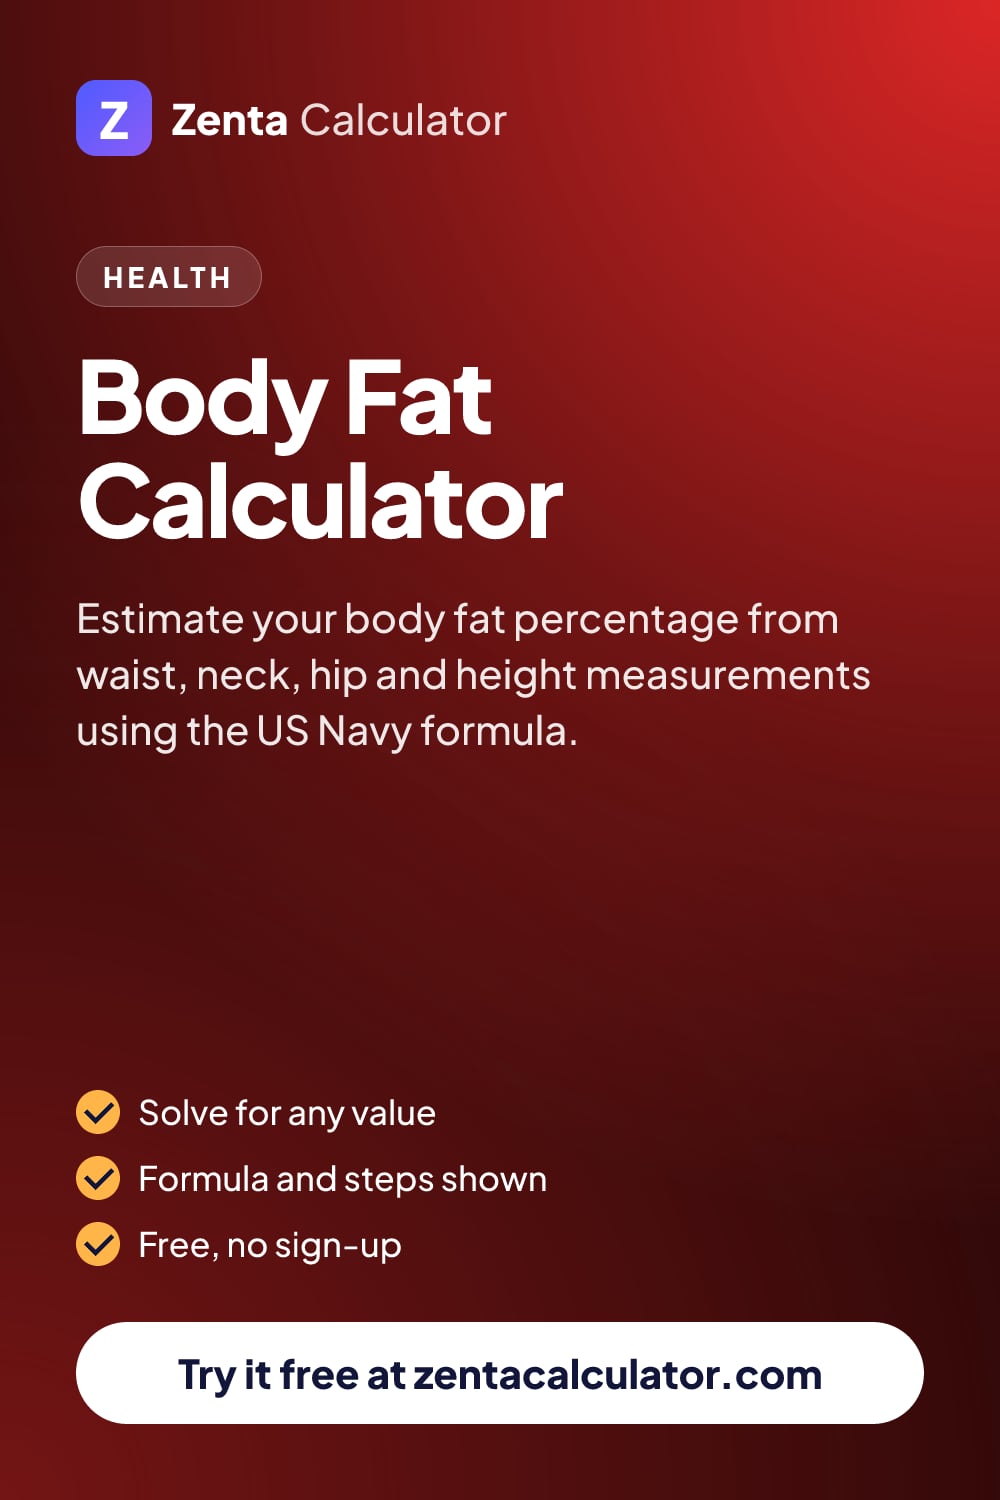 Z
Zenta Calculator
HEALTH
Body Fat
Calculator
Estimate your body fat percentage from
waist, neck, hip and height measurements
using the US Navy formula.
Solve for any value
Formula and steps shown
Free, no sign-up
Try it free at zentacalculator.com